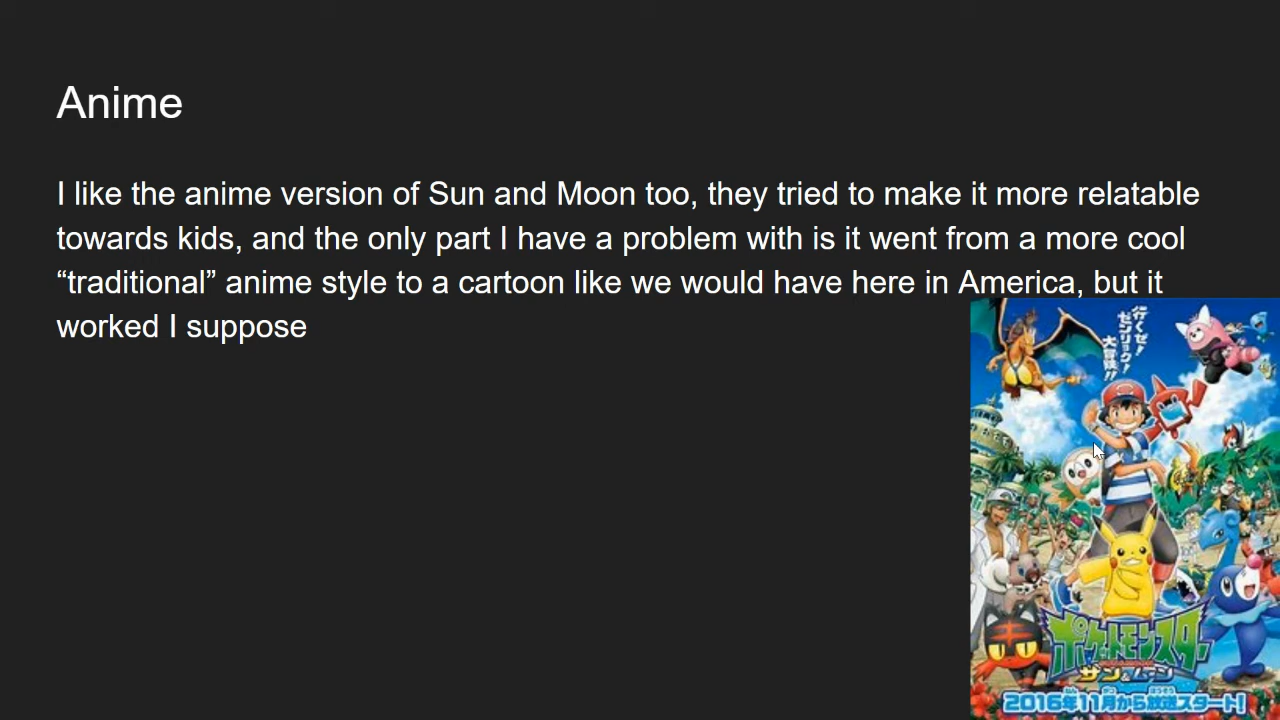 Anime
I like the anime version of Sun and Moon too, they tried to make it more relatable
towards kids, and the only part I have a problem with is it went from a more cool
“traditional” anime style to a cartoon like we would have here in America, but it
worked I suppose
行くぜ!
ゼンリョク!
大冒険!!
ポケットモンスター
サン&ムーン
2016年11月から放送スタート!